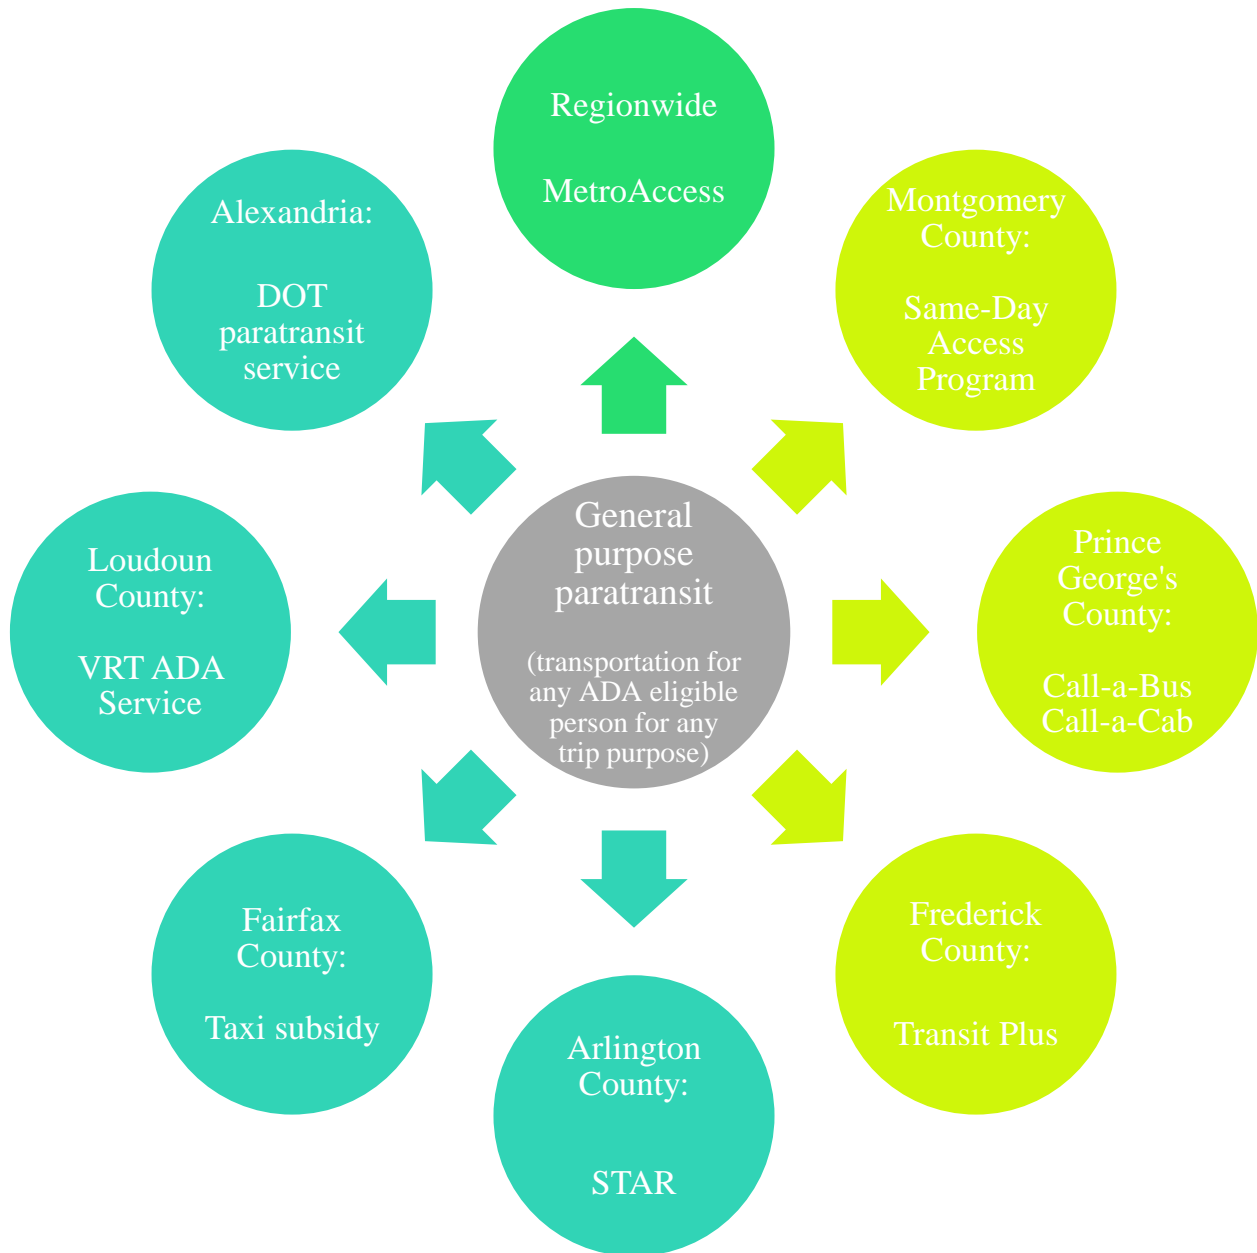 Regionwide
MetroAccess
Montgomery
County:
Same-Day
Access
Program
Prince
George's
County:
Call-a-Bus
Call-a-Cab
Frederick
County:
Transit Plus
Arlington
County:
STAR
Fairfax
County:
Taxi subsidy
Loudoun
County:
VRT ADA
Service
Alexandria:
DOT
paratransit
service
General
purpose
paratransit
(transportation for
any ADA eligible
person for any
trip purpose)